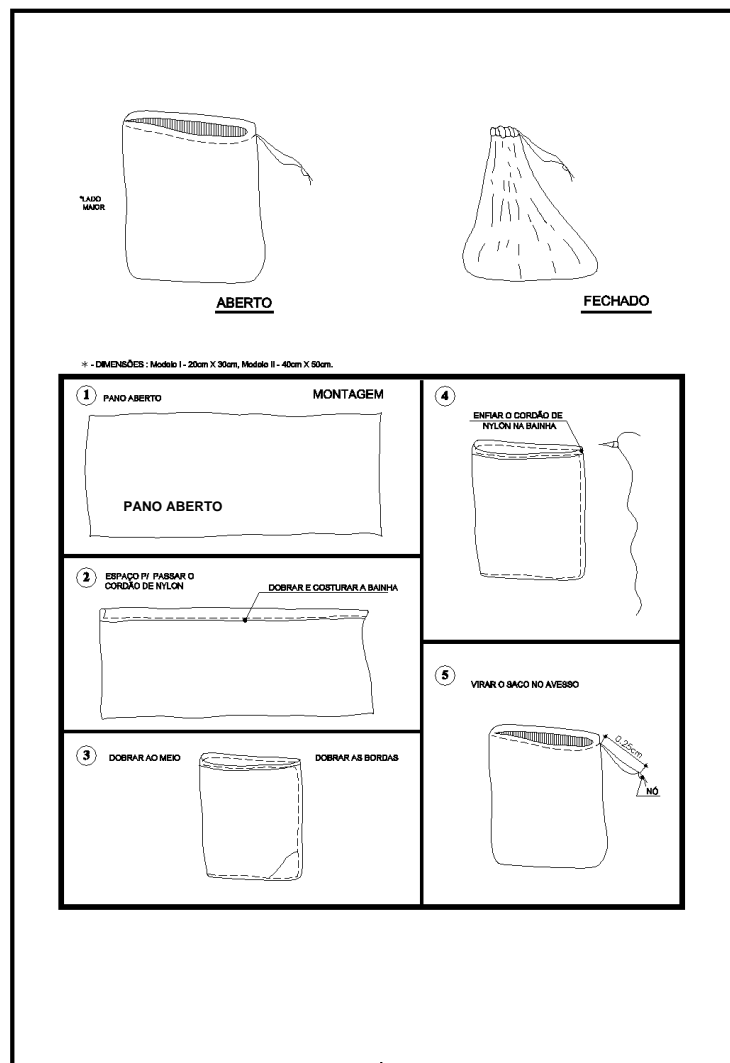 *LADO
MAIOR
ABERTO
FECHADO
* - DIMENSÕES : Modelo I - 20cm X 30cm, Modelo II - 40cm X 50cm.
1 PANO ABERTO
MONTAGEM
PANO ABERTO
2 ESPAÇO P/ PASSAR O
CORDÃO DE NYLON
DOBRAR E COSTURAR A BAINHA
3 DOBRAR AO MEIO
DOBRAR AS BORDAS
4
ENFIAR O CORDÃO DE
NYLON NA BAINHA
5
VIRAR O SACO NO AVESSO
0,25cm
NÓ